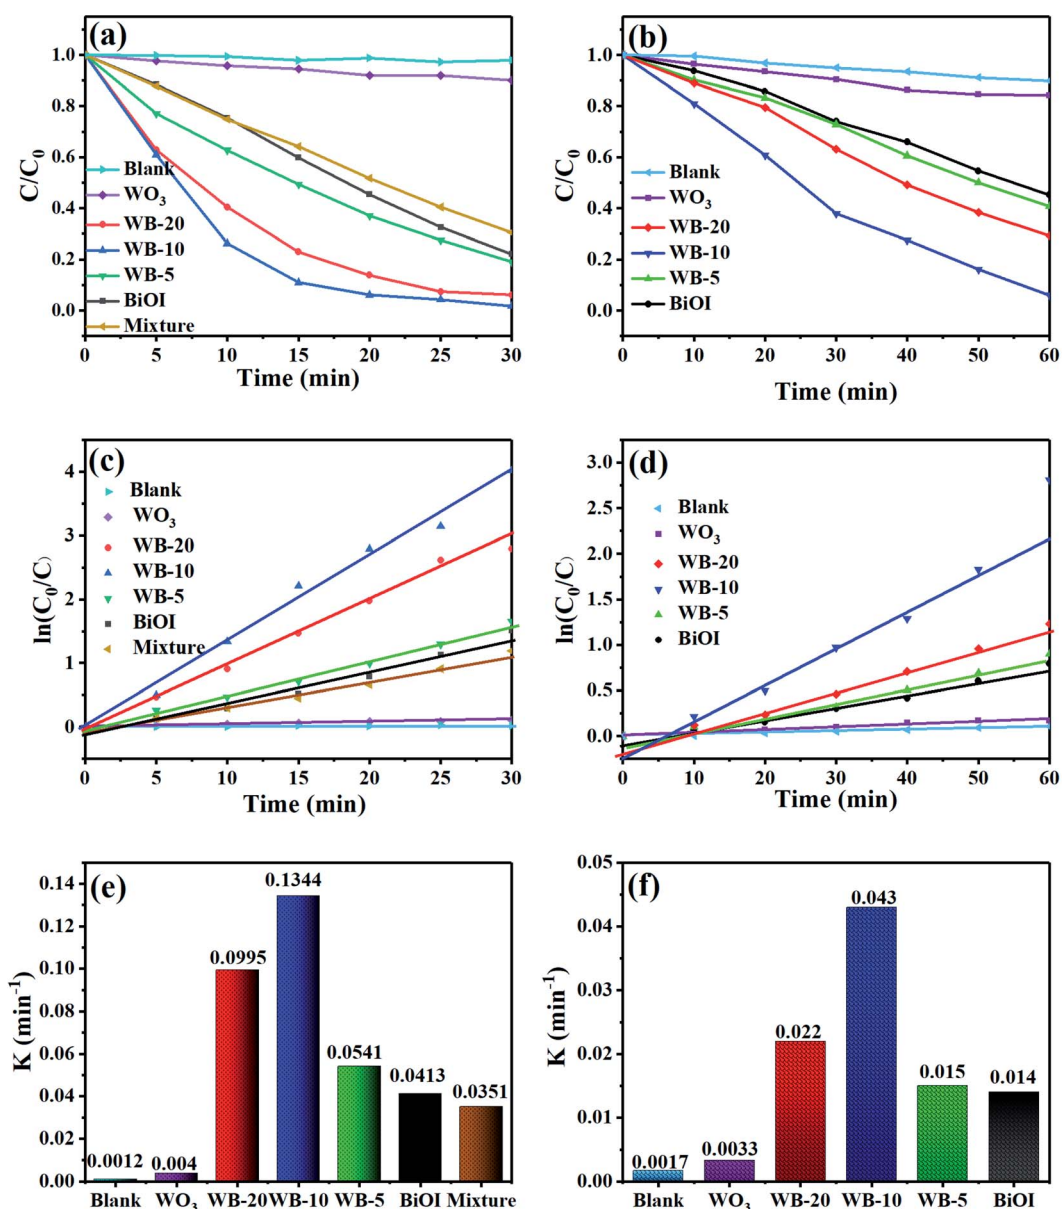 (a)
1.0
0.8
0.6
0.4
0.2
0.0
C/C₀
Blank
WO₃
WB-20
WB-10
WB-5
BiOI
Mixture
0 5 10 15 20 25 30
Time (min)
(b)
1.0
0.8
0.6
0.4
0.2
0.0
C/C₀
Blank
WO₃
WB-20
WB-10
WB-5
BiOI
0 10 20 30 40 50 60
Time (min)
(c)
4
3
2
1
0
ln(C₀/C)
Blank
WO₃
WB-20
WB-10
WB-5
BiOI
Mixture
0 5 10 15 20 25 30
Time (min)
(d)
3.0
2.5
2.0
1.5
1.0
0.5
0.0
ln(C₀/C)
Blank
WO₃
WB-20
WB-10
WB-5
BiOI
0 10 20 30 40 50 60
Time (min)
(e)
0.14
0.12
0.10
0.08
0.06
0.04
0.02
0.00
K (min⁻¹)
0.0012
0.004
0.0995
0.1344
0.0541
0.0413
0.0351
Blank WO₃ WB-20 WB-10 WB-5 BiOI Mixture
(f)
0.05
0.04
0.03
0.02
0.01
0.00
K (min⁻¹)
0.0017
0.0033
0.022
0.043
0.015
0.014
Blank WO₃ WB-20 WB-10 WB-5 BiOI